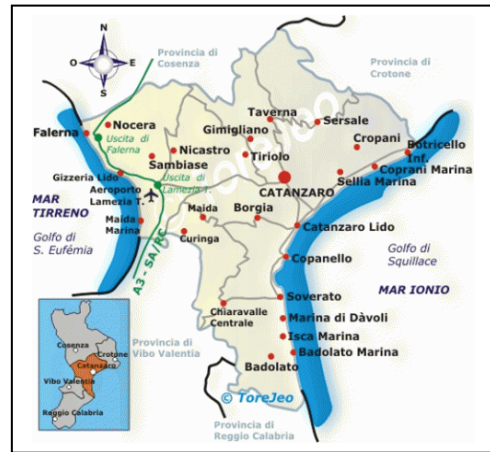 N
O
E
S
Provincia di
Cosenza
Provincia di
Crotone
Taverna
Sersale
Falerna
Nocera
Gimigliano
Cropani
Uscita di
Falerna
Nicastro
Tiriolo
Botricello
Inf.
Sambiase
Copranì Marina
Gizzeria Lido
Uscita di
Lamezia T.
CATANZARO
Sellia Marina
Aeroporto
Lamezia T.
MAR
TIRRENO
Maida
Marina
Maida
Borgia
Catanzaro Lido
Golfo di
S. Eufémia
Curinga
Golfo di
Squillace
A3 - SA/RC
Copanello
MAR IONIO
Soverato
Chiaravalle
Centrale
Marina di Dàvoli
Isca Marina
Badolato Marina
Badolato
Provincia di
Vibo Valentia
Cosenza
Crotone
Catanzaro
Vibo Valentia
Reggio Calabria
© ToreJeo
Provincia di
Reggio Calabria
ToreJeo